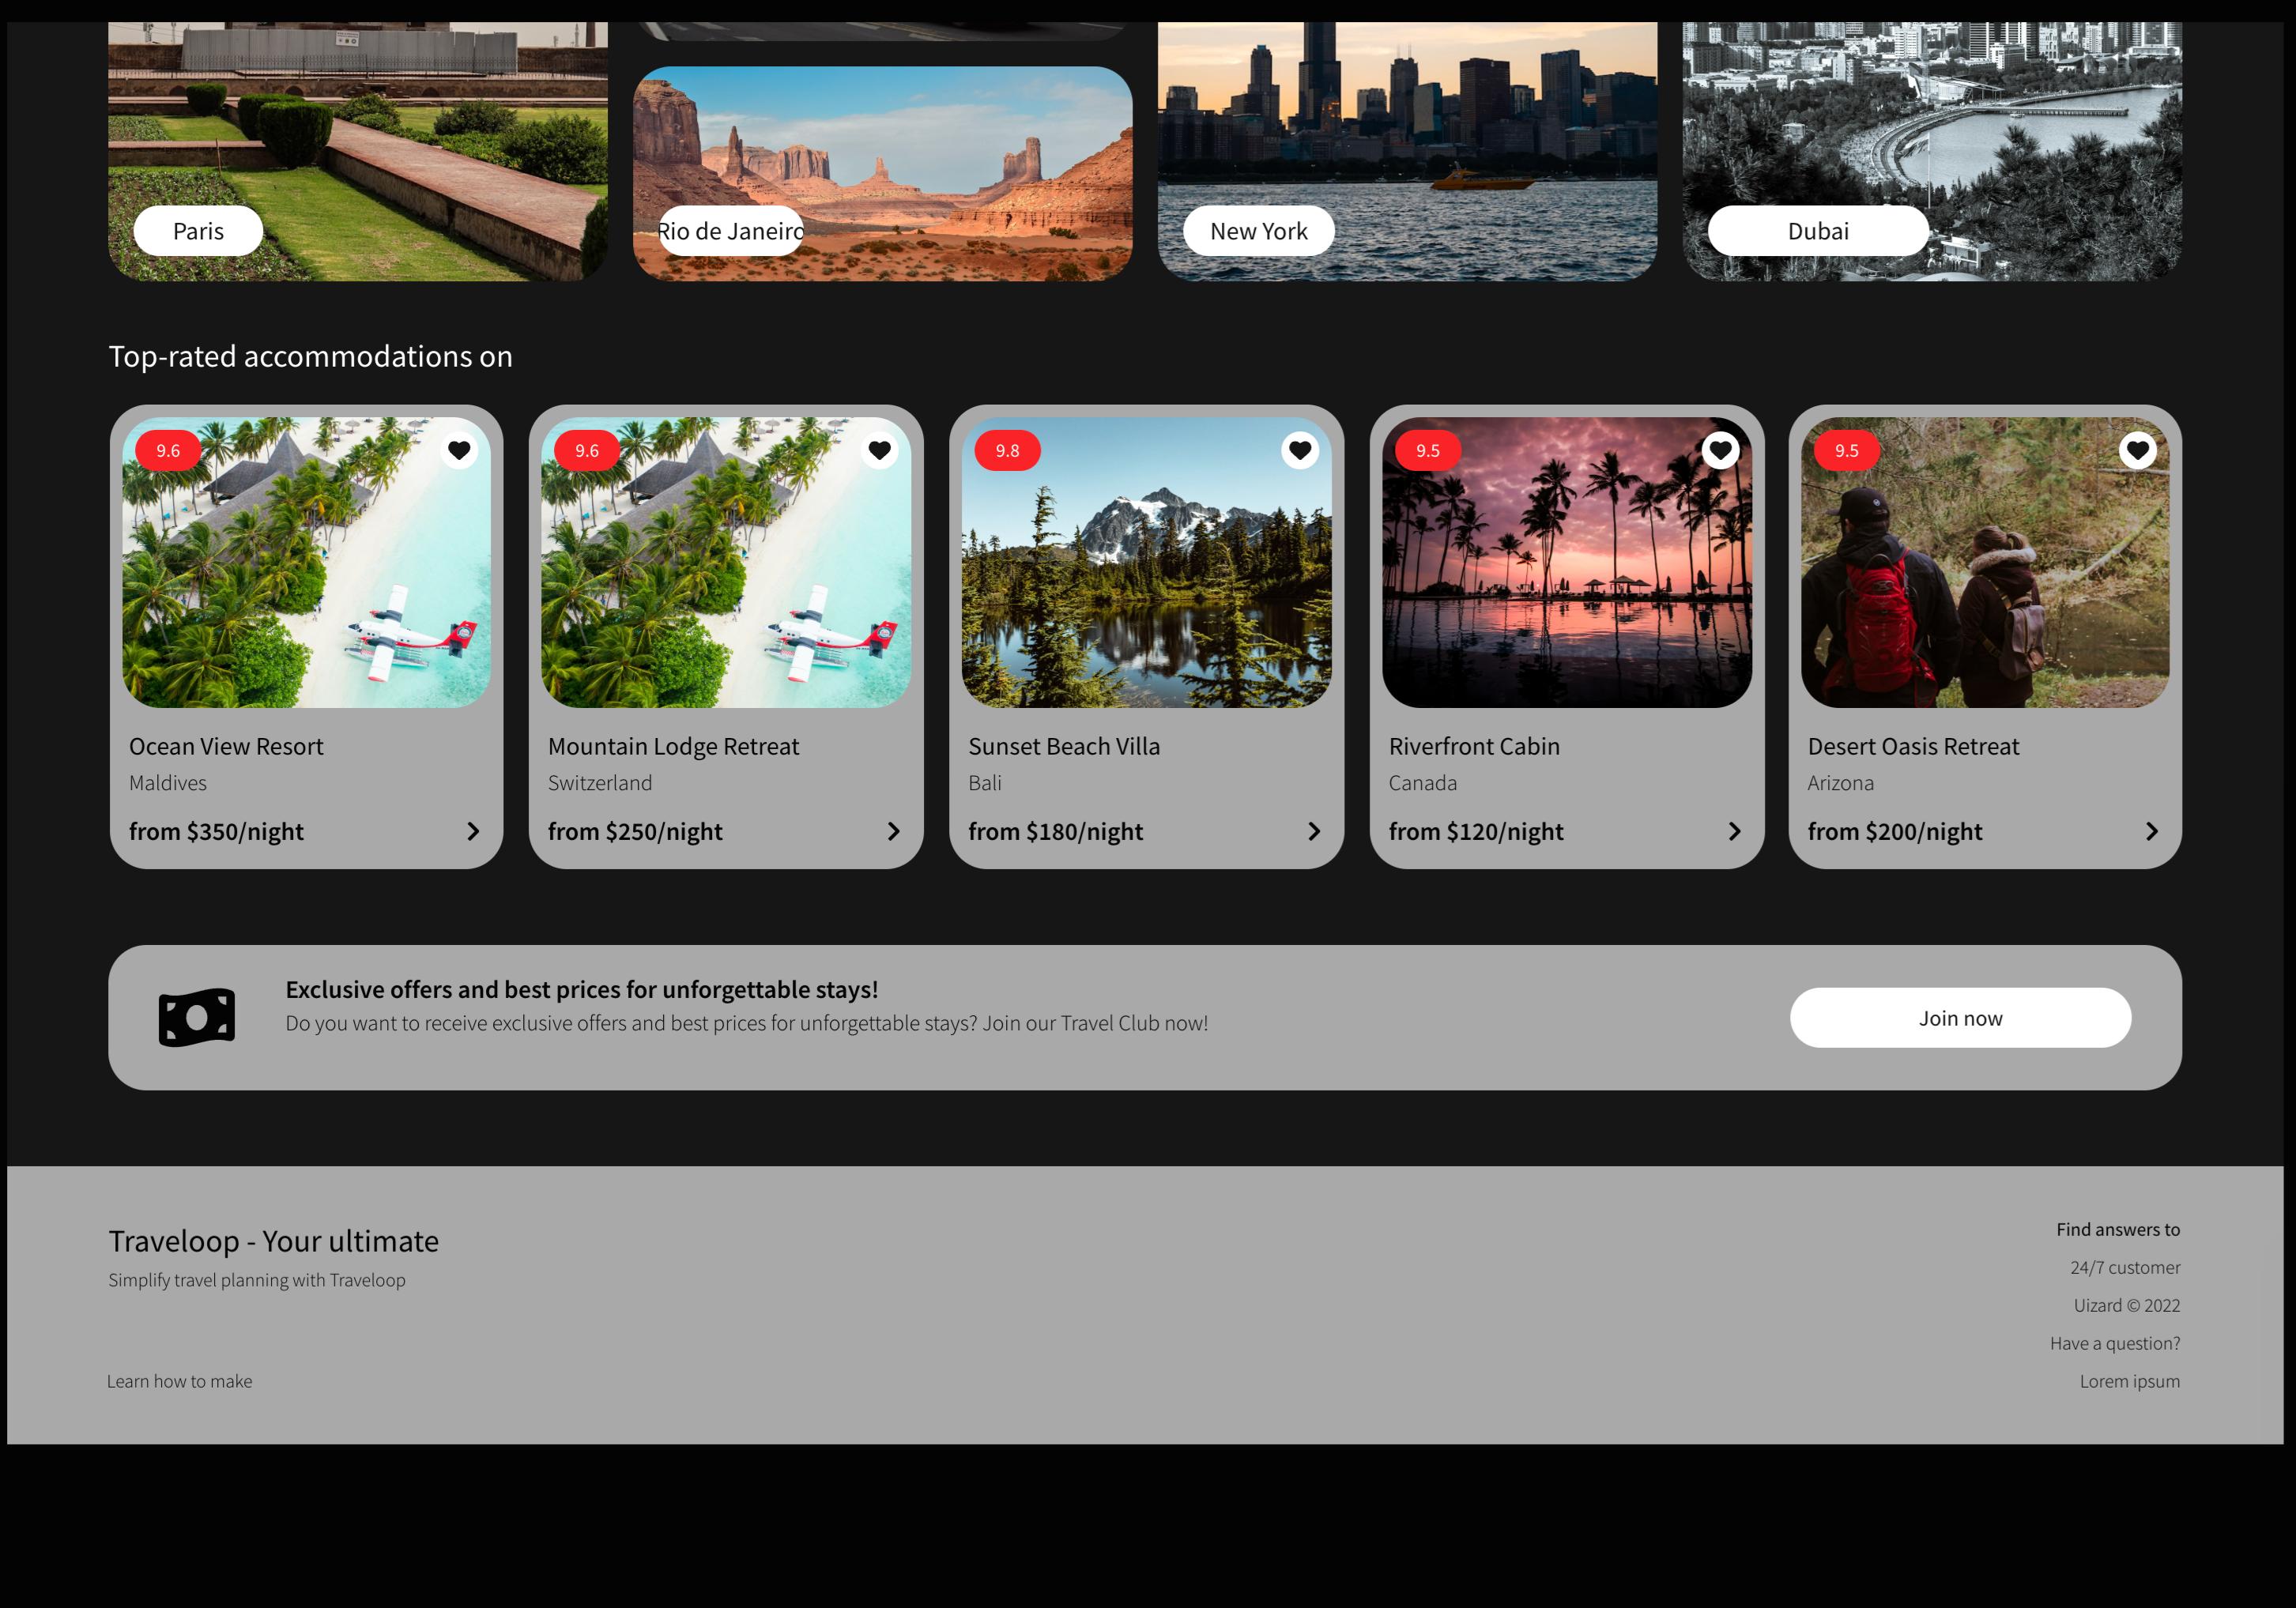 Paris
Rio de Janeiro
New York
Dubai
Top-rated accommodations on
9.6
9.6
9.8
9.5
9.5
Ocean View Resort
Mountain Lodge Retreat
Sunset Beach Villa
Riverfront Cabin
Desert Oasis Retreat
Maldives
Switzerland
Bali
Canada
Arizona
from $350/night
from $250/night
from $180/night
from $120/night
from $200/night
Exclusive offers and best prices for unforgettable stays!
Do you want to receive exclusive offers and best prices for unforgettable stays? Join our Travel Club now!
Join now
Traveloop - Your ultimate
Simplify travel planning with Traveloop
Learn how to make
Find answers to
24/7 customer
Uizard © 2022
Have a question?
Lorem ipsum